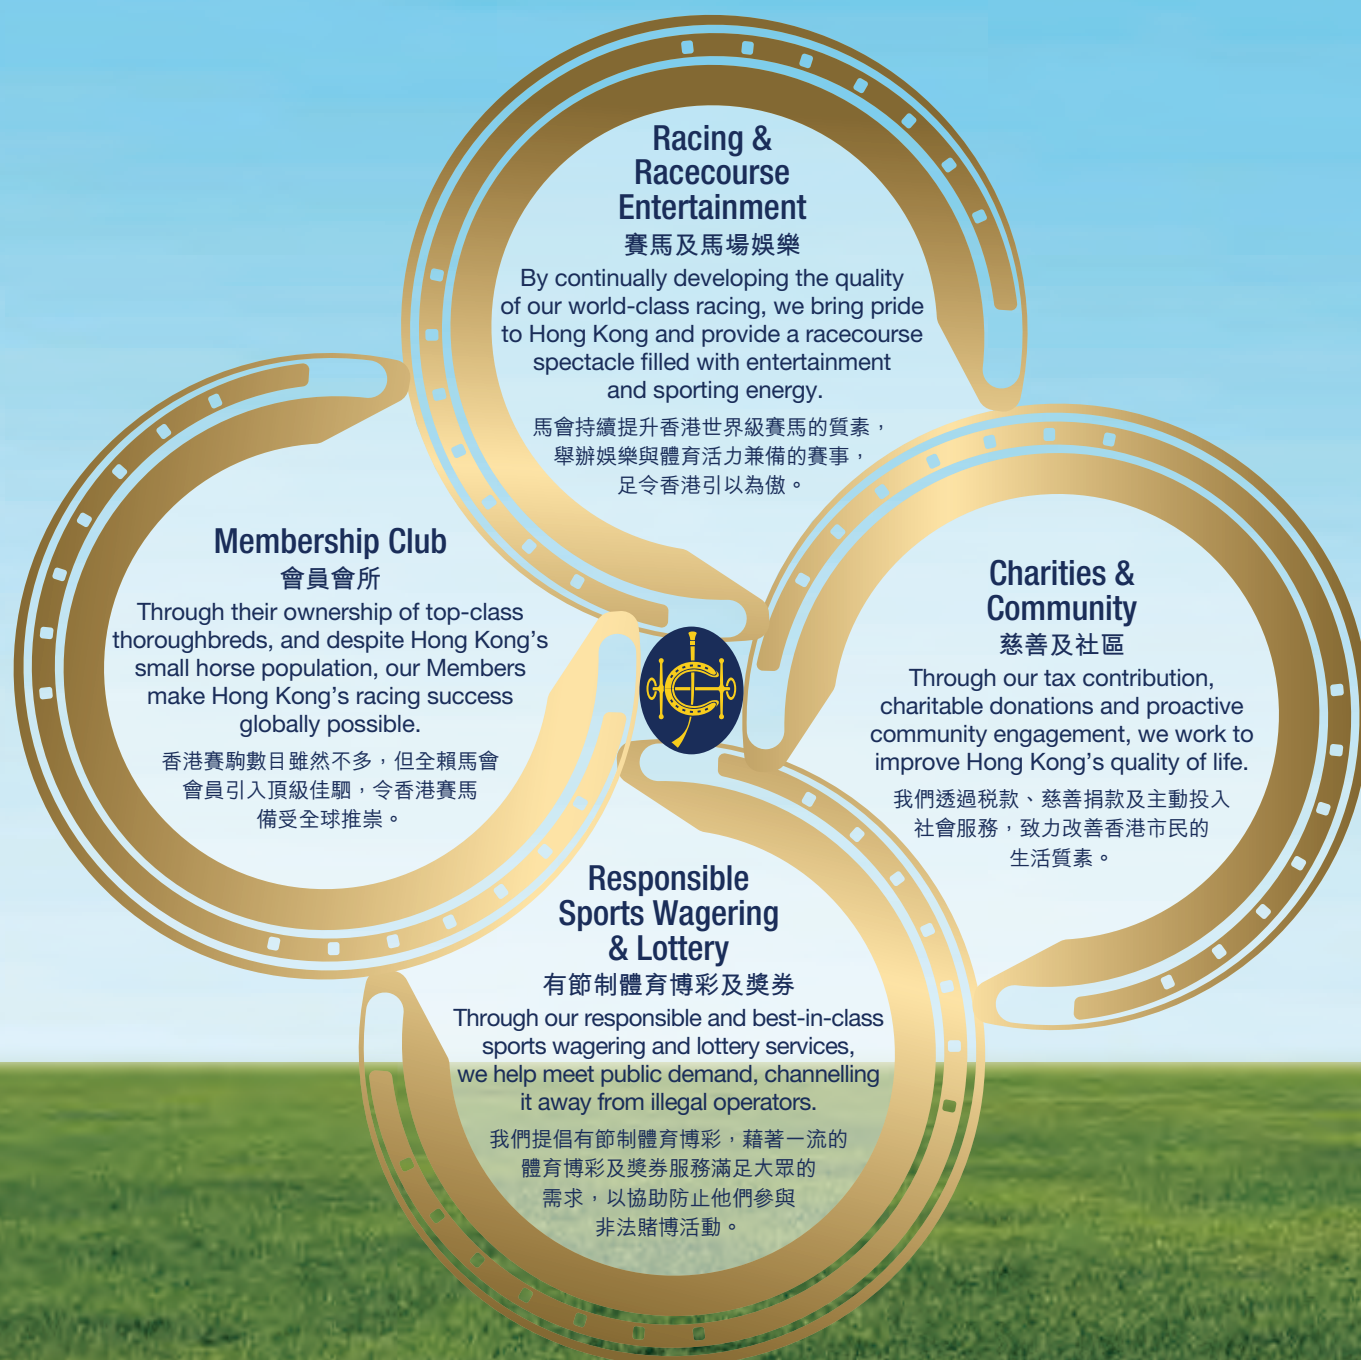 Racing &
Racecourse
Entertainment
賽馬及馬場娛樂
By continually developing the quality
of our world-class racing, we bring pride
to Hong Kong and provide a racecourse
spectacle filled with entertainment
and sporting energy.
馬會持續提升香港世界級賽馬的質素，
舉辦娛樂與體育活力兼備的賽事，
足令香港引以為傲。
Membership Club
會員會所
Through their ownership of top-class
thoroughbreds, and despite Hong Kong's
small horse population, our Members
make Hong Kong's racing success
globally possible.
香港賽駒數目雖然不多，但全賴馬會
會員引入頂級佳駟，令香港賽馬
備受全球推崇。
Charities &
Community
慈善及社區
Through our tax contribution,
charitable donations and proactive
community engagement, we work to
improve Hong Kong's quality of life.
我們透過税款、慈善捐款及主動投入
社會服務，致力改善香港市民的
生活質素。
Responsible
Sports Wagering
& Lottery
有節制體育博彩及獎券
Through our responsible and best-in-class
sports wagering and lottery services,
we help meet public demand, channelling
it away from illegal operators.
我們提倡有節制體育博彩，藉著一流的
體育博彩及獎券服務滿足大眾的
需求，以協助防止他們參與
非法賭博活動。